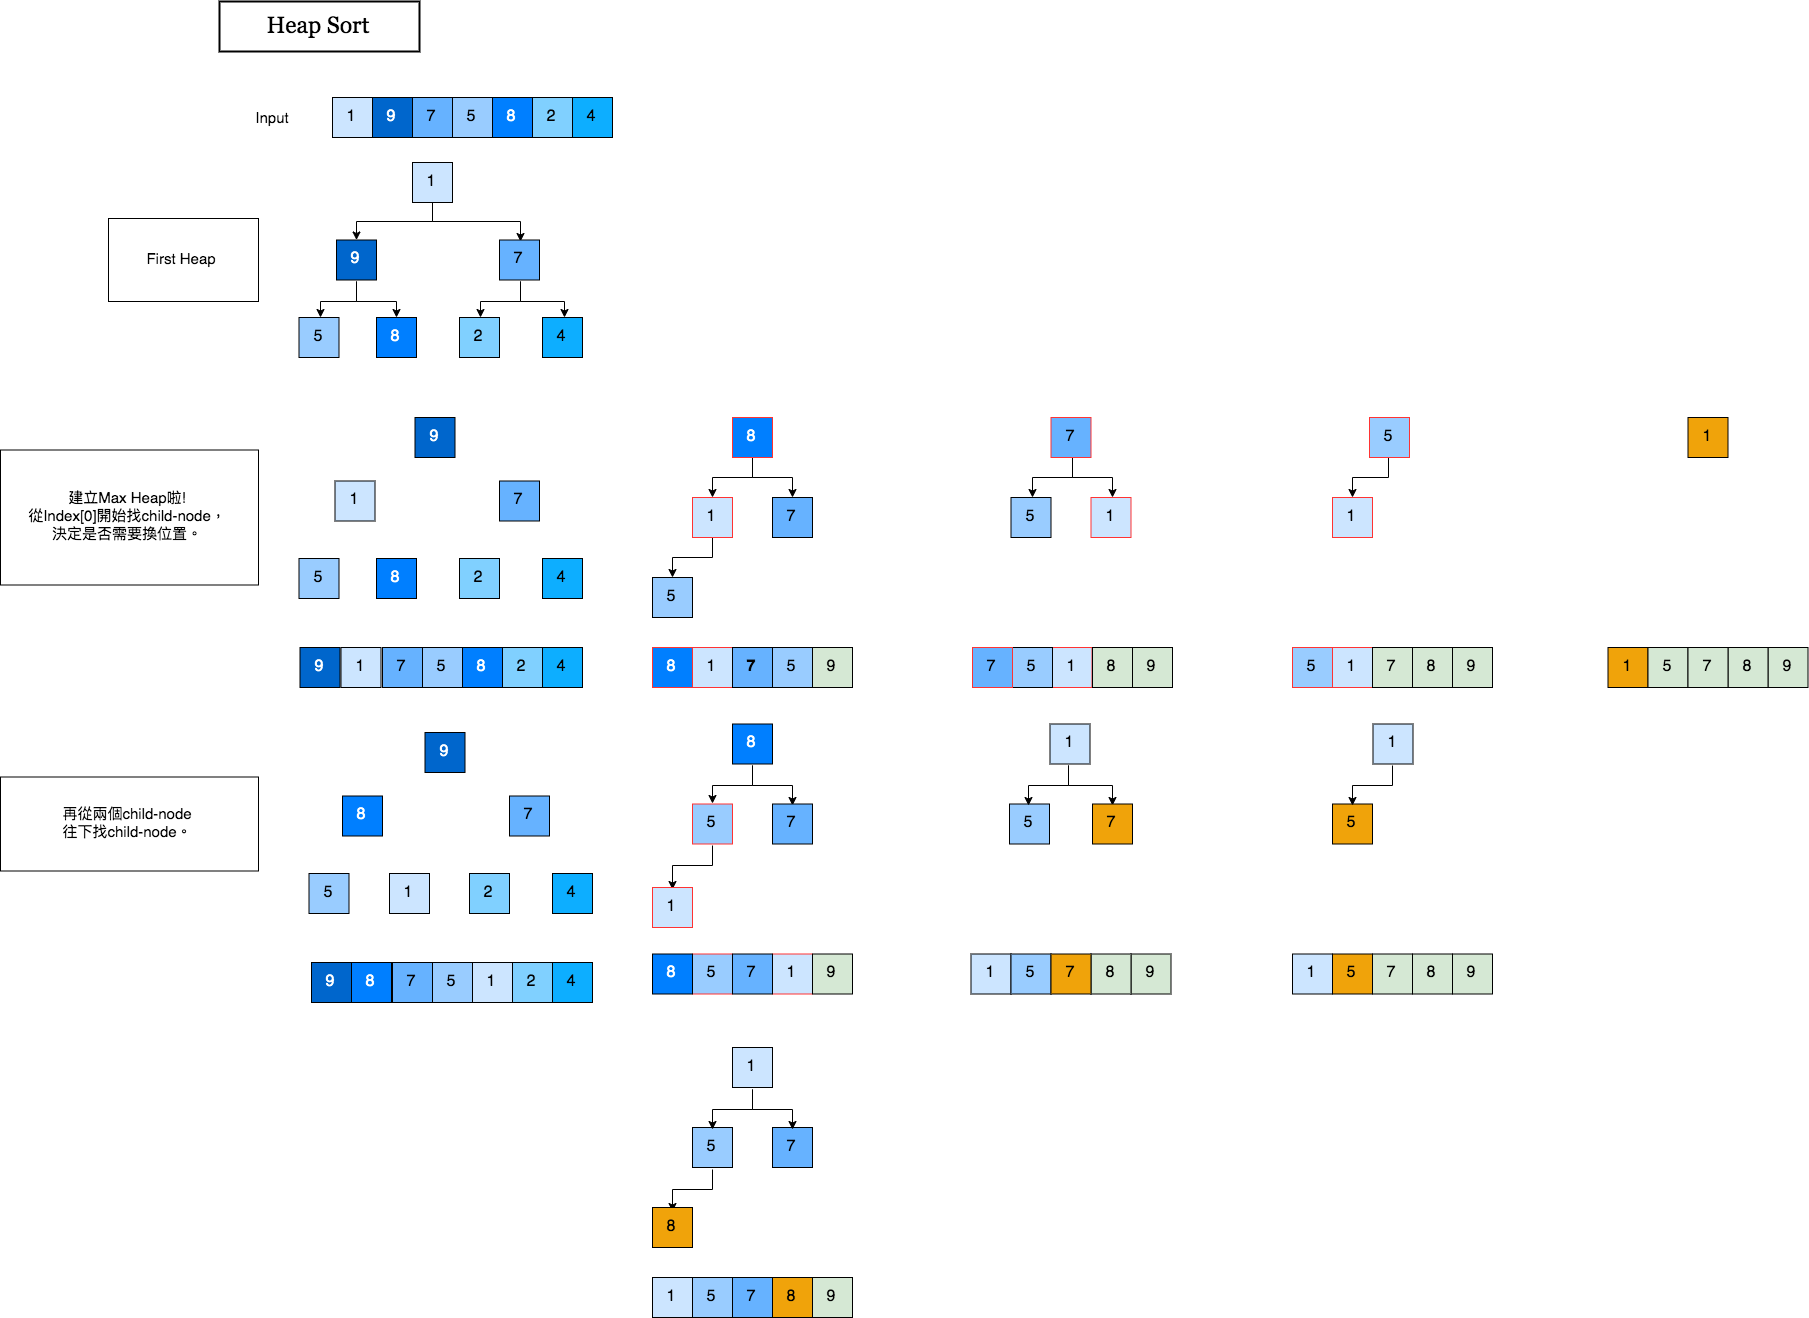 Heap Sort
Input
1 9 7 5 8 2 4
1
First Heap
9 7
5 8 2 4
9 8 7 5 1
建立Max Heap啦!
從Index[0]開始找child-node，
決定是否需要換位置。
1 7 1 7 5 1 1
5 8 2 4 5
9 1 7 5 8 2 4 8 1 7 5 9 7 5 1 8 9 5 1 7 8 9 1 5 7 8 9
9 8 1 1
再從兩個child-node
往下找child-node。
8 7 5 7 5 7 5
5 1 2 4 1
9 8 7 5 1 2 4 8 5 7 1 9 1 5 7 8 9 1 5 7 8 9
1
5 7
8
1 5 7 8 9